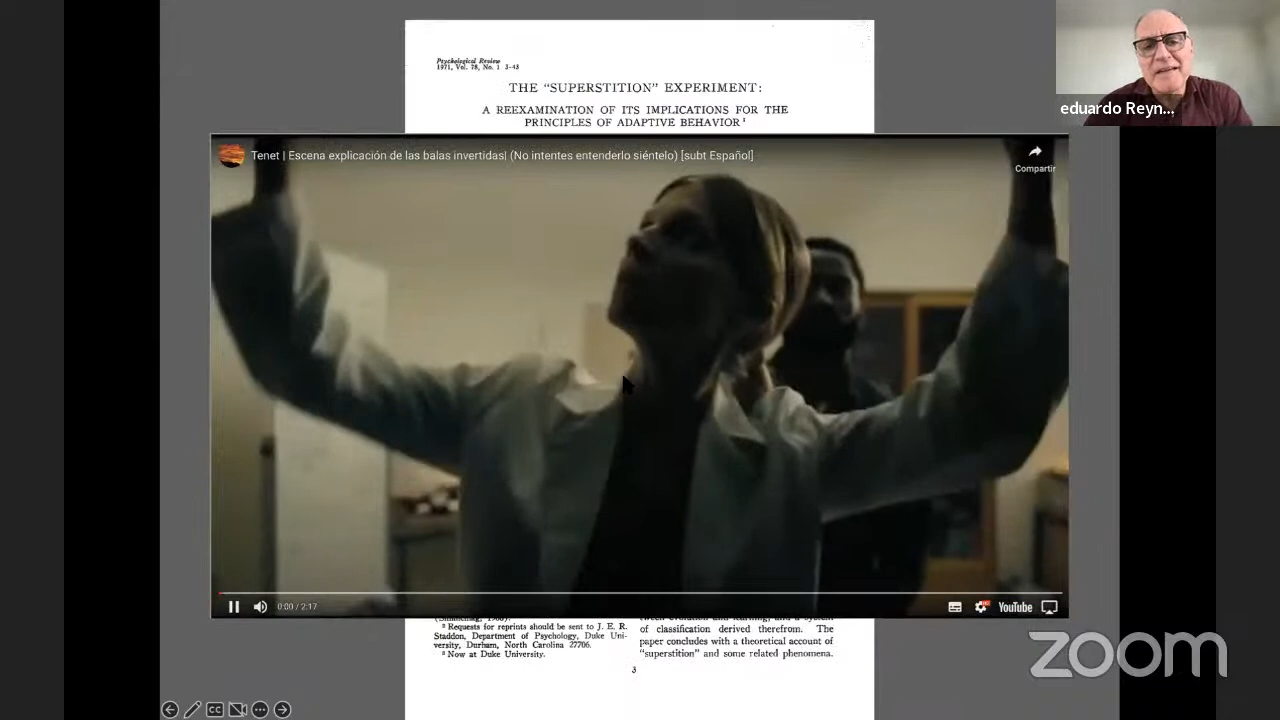 Psychological Review
1971, Vol. 78, No. 1 3-43
THE "SUPERSTITION" EXPERIMENT:
A REEXAMINATION OF ITS IMPLICATIONS FOR THE
PRINCIPLES OF ADAPTIVE BEHAVIOR ¹
eduardo Reyn...
Tenet | Escena explicación de las balas invertidas| (No intentes entenderlo siéntelo) [subt Español]
Compartir
0:00 / 2:17
YouTube
² Requests for reprints should be sent to J. E. R.
Staddon, Department of Psychology, Duke Uni-
versity, Durham, North Carolina 27706.
³ Now at Duke University.
of classification derived therefrom. The
paper concludes with a theoretical account of
"superstition" and some related phenomena.
3
zoom
CC